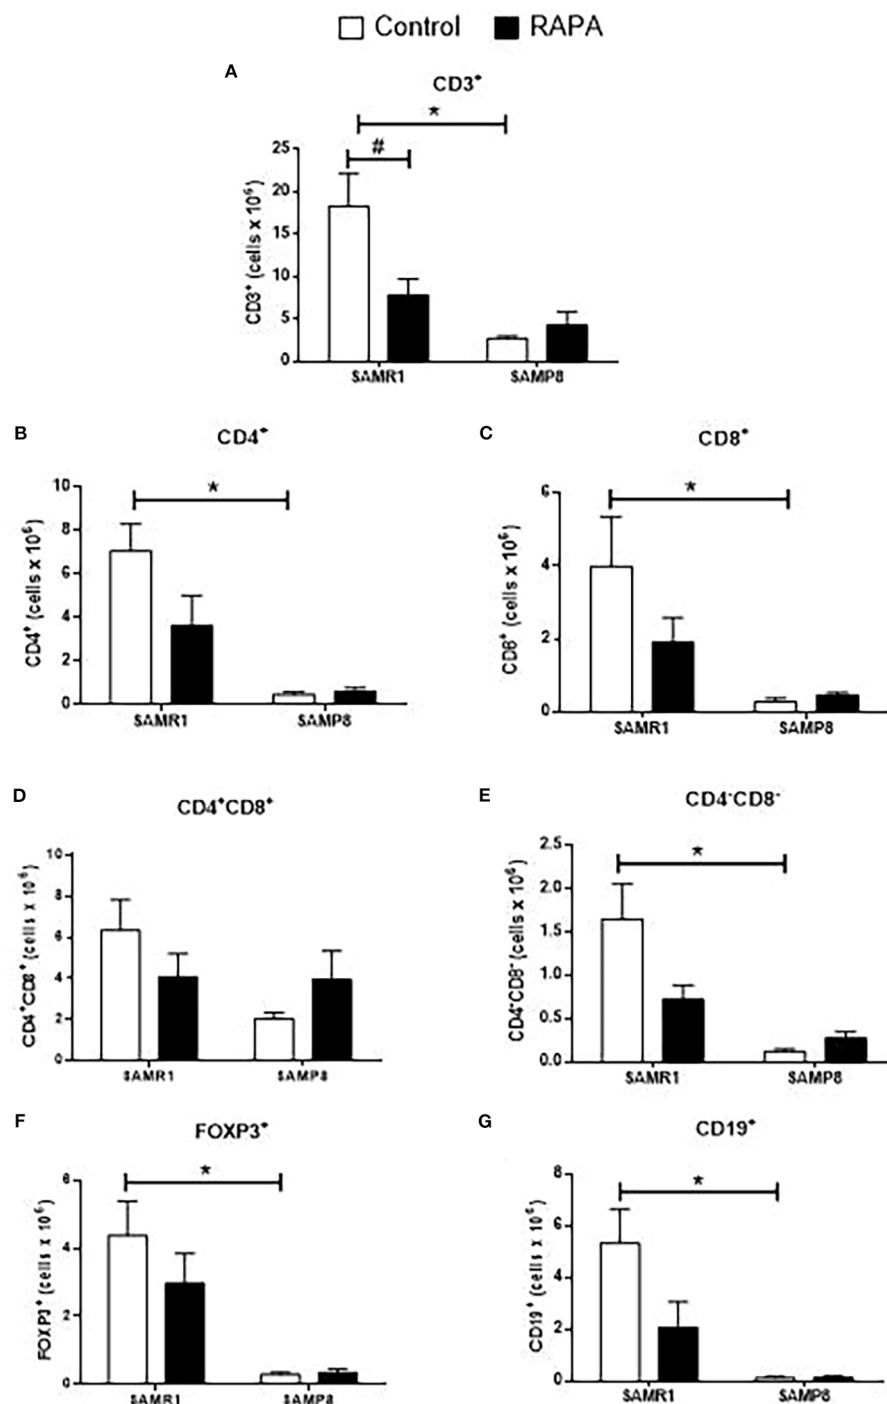 Control RAPA
A
CD3⁺
*
#
25
20
15
10
5
0
CD3⁺ (cells x 10⁶)
SAMR1 SAMP8
B
CD4⁺
*
10
8
6
4
2
0
CD4⁺ (cells x 10⁶)
SAMR1 SAMP8
C
CD8⁺
*
6
4
2
0
CD8⁺ (cells x 10⁶)
SAMR1 SAMP8
D
CD4⁺CD8⁺
10
8
6
4
2
0
CD4⁺CD8⁺ (cells x 10⁶)
SAMR1 SAMP8
E
CD4⁻CD8⁻
*
2.5
2.0
1.5
1.0
0.5
0.0
CD4⁻CD8⁻ (cells x 10⁶)
SAMR1 SAMP8
F
FOXP3⁺
*
6
4
2
0
FOXP3⁺ (cells x 10⁶)
SAMR1 SAMP8
G
CD19⁺
*
8
6
4
2
0
CD19⁺ (cells x 10⁶)
SAMR1 SAMP8